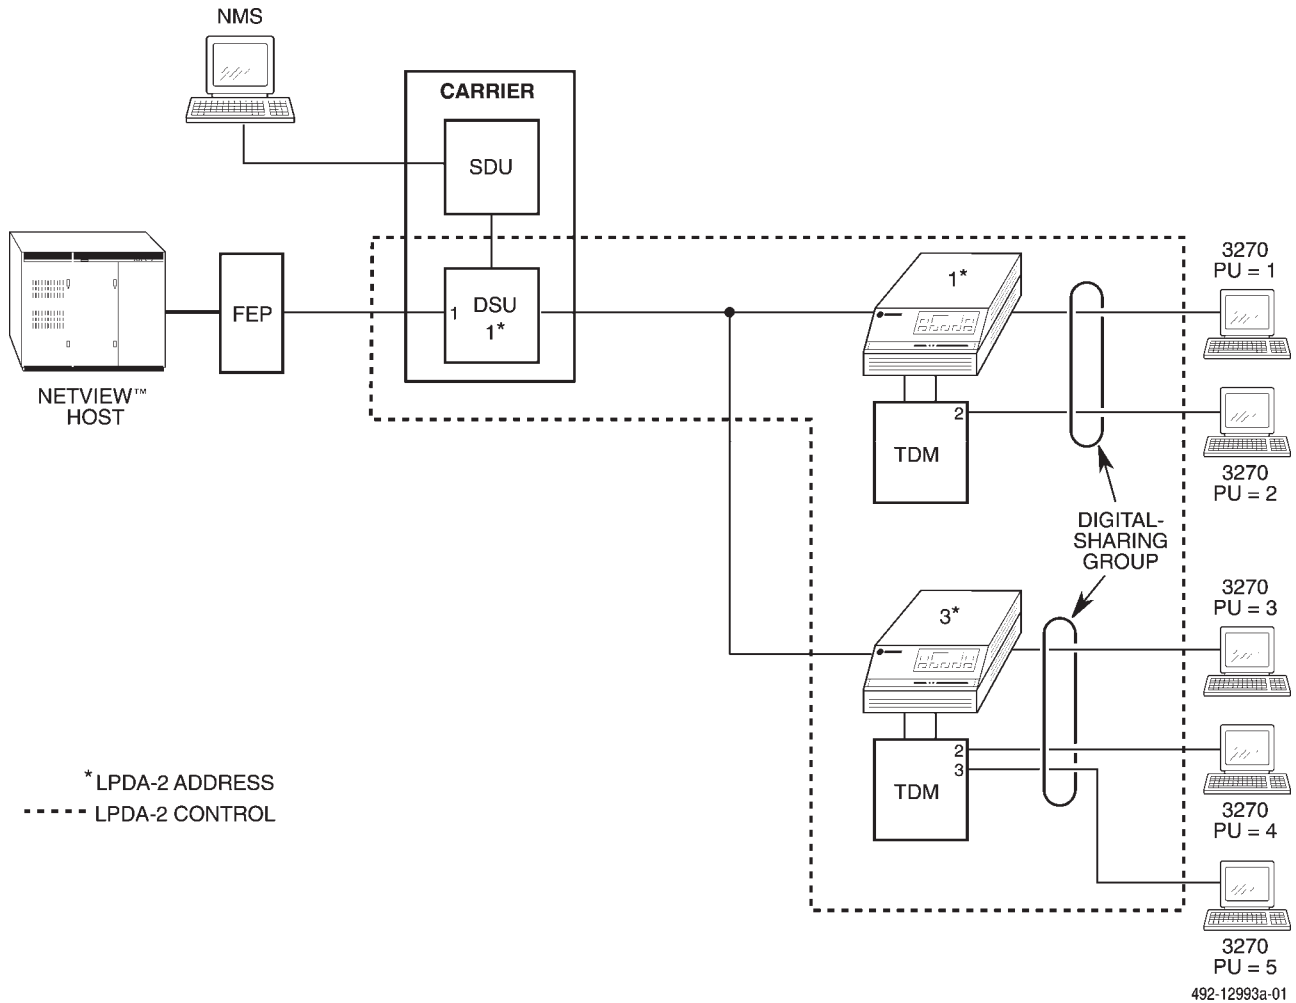 NMS
CARRIER
SDU
DSU
1*
1
FEP
NETVIEW™
HOST
1*
TDM
2
3270
PU = 1
3270
PU = 2
DIGITAL-
SHARING
GROUP
3*
TDM
2
3
3270
PU = 3
3270
PU = 4
3270
PU = 5
* LPDA-2 ADDRESS
LPDA-2 CONTROL
492-12993a-01